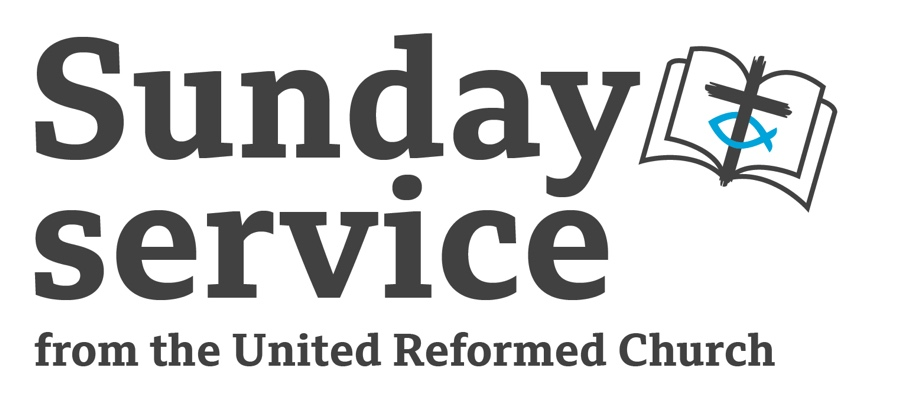 Sunday
service
from the United Reformed Church